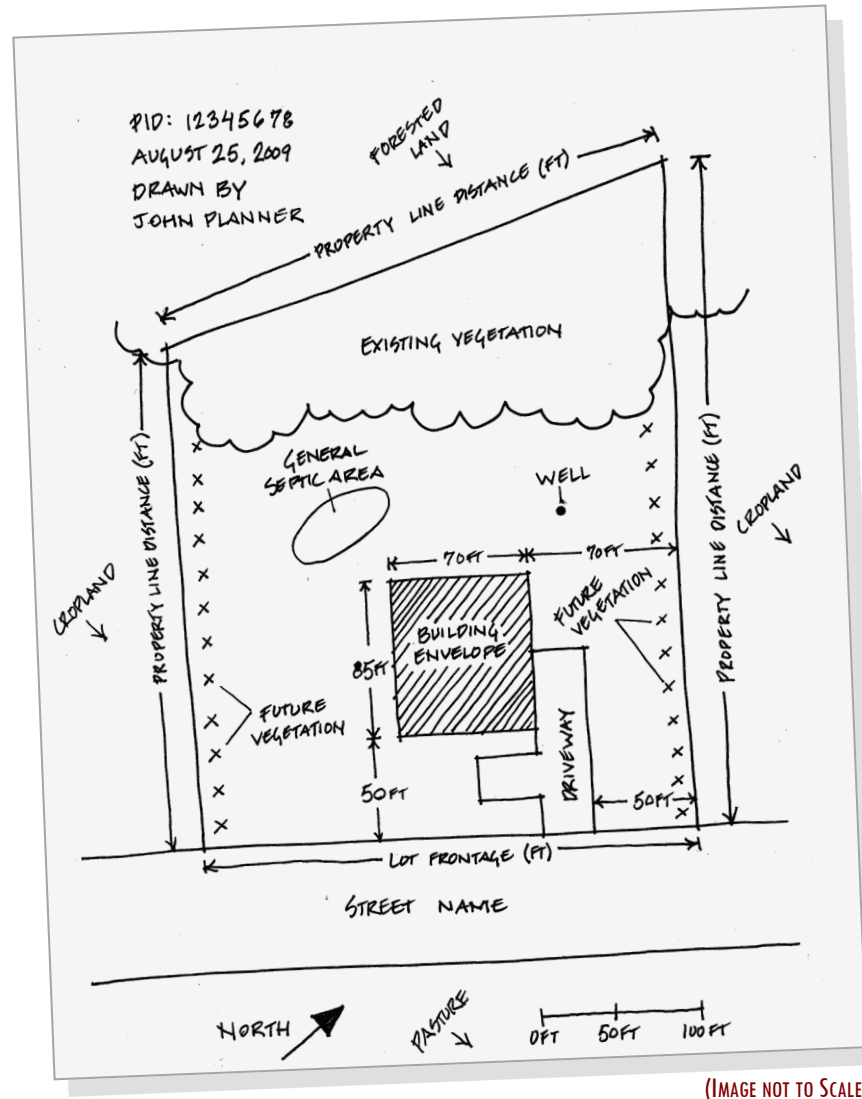 PID: 12345678
AUGUST 25, 2009
DRAWN BY
JOHN PLANNER
FORESTED
LAND
PROPERTY LINE DISTANCE (FT)
EXISTING VEGETATION
GENERAL
SEPTIC AREA
WELL
PROPERTY LINE DISTANCE (FT)
PROPERTY LINE DISTANCE (FT)
CROPLAND
CROPLAND
70FT
70FT
BUILDING
ENVELOPE
FUTURE
VEGETATION
85FT
FUTURE
VEGETATION
50FT
DRIVEWAY
50FT
LOT FRONTAGE (FT)
STREET NAME
NORTH
PASTURE
0FT
50FT
100FT
(IMAGE NOT TO SCALE